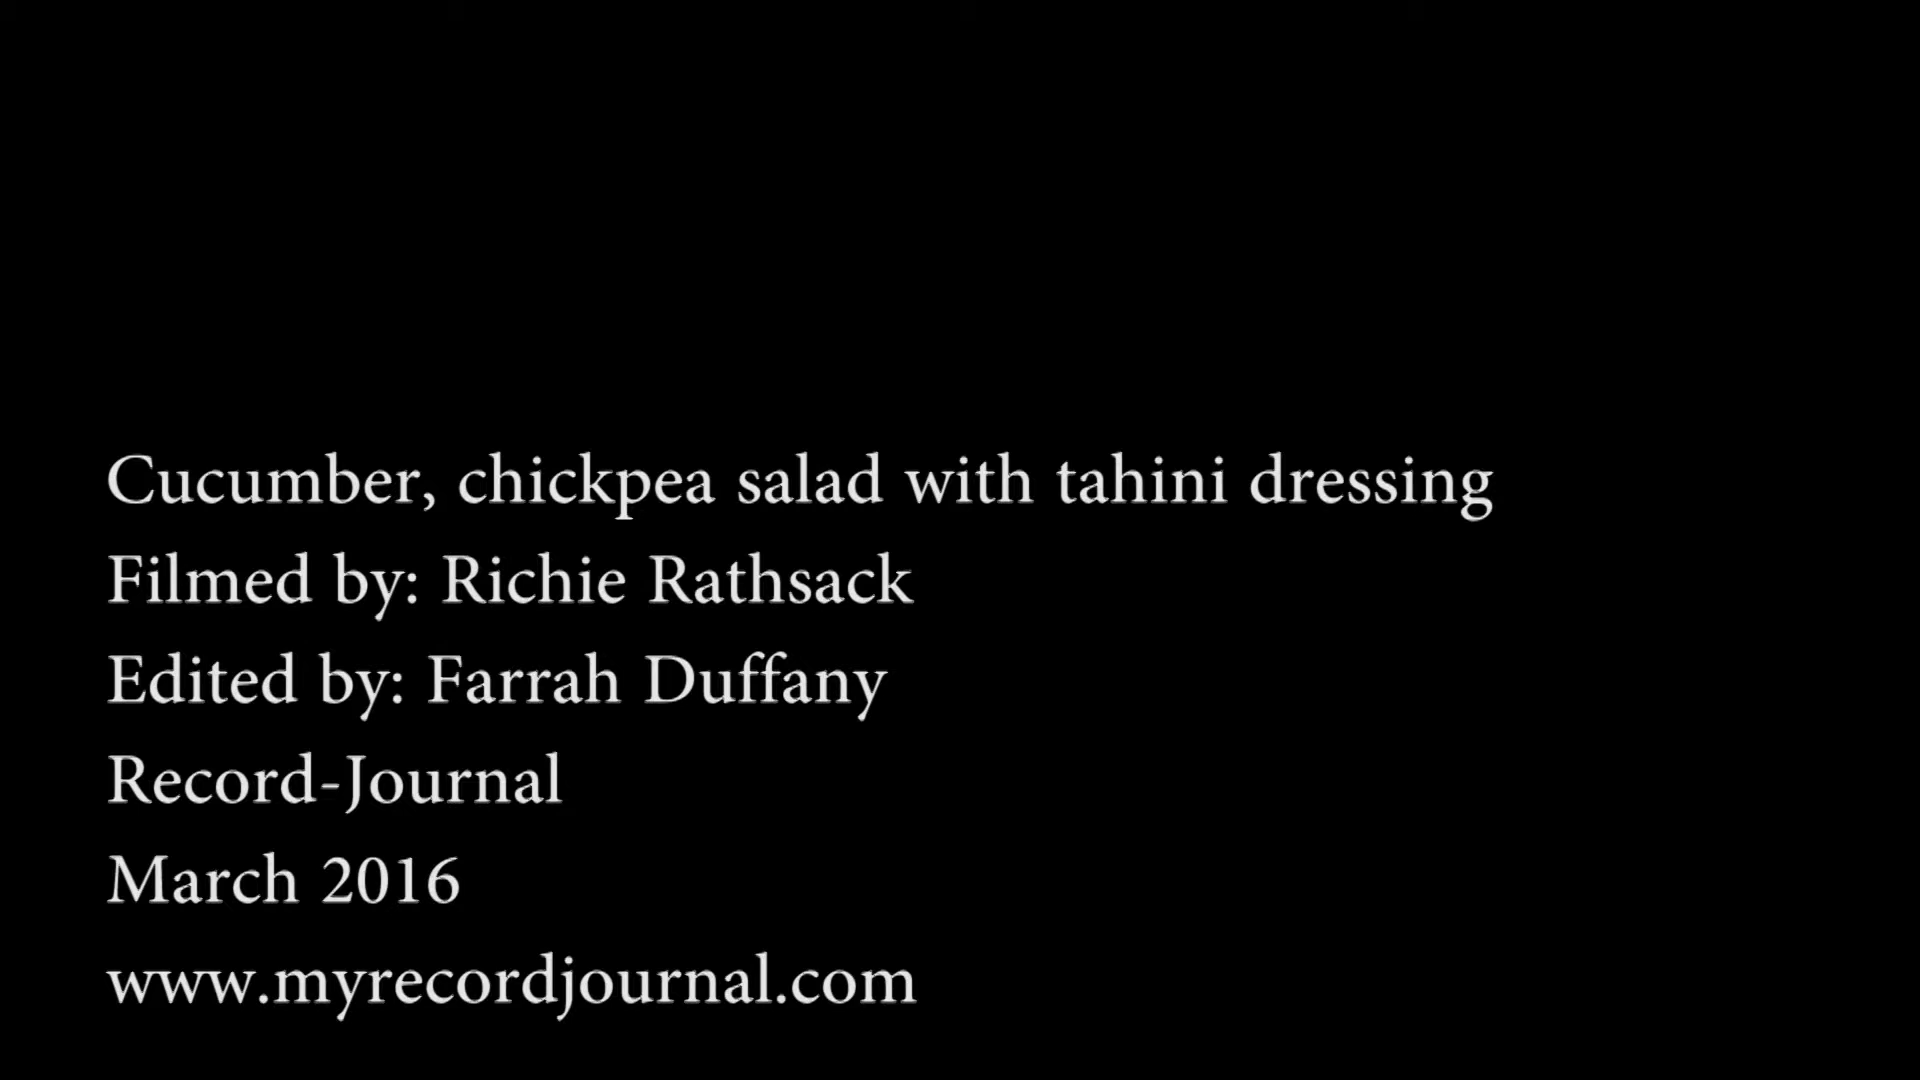 Cucumber, chickpea salad with tahini dressing
Filmed by: Richie Rathsack
Edited by: Farrah Duffany
Record-Journal
March 2016
www.myrecordjournal.com